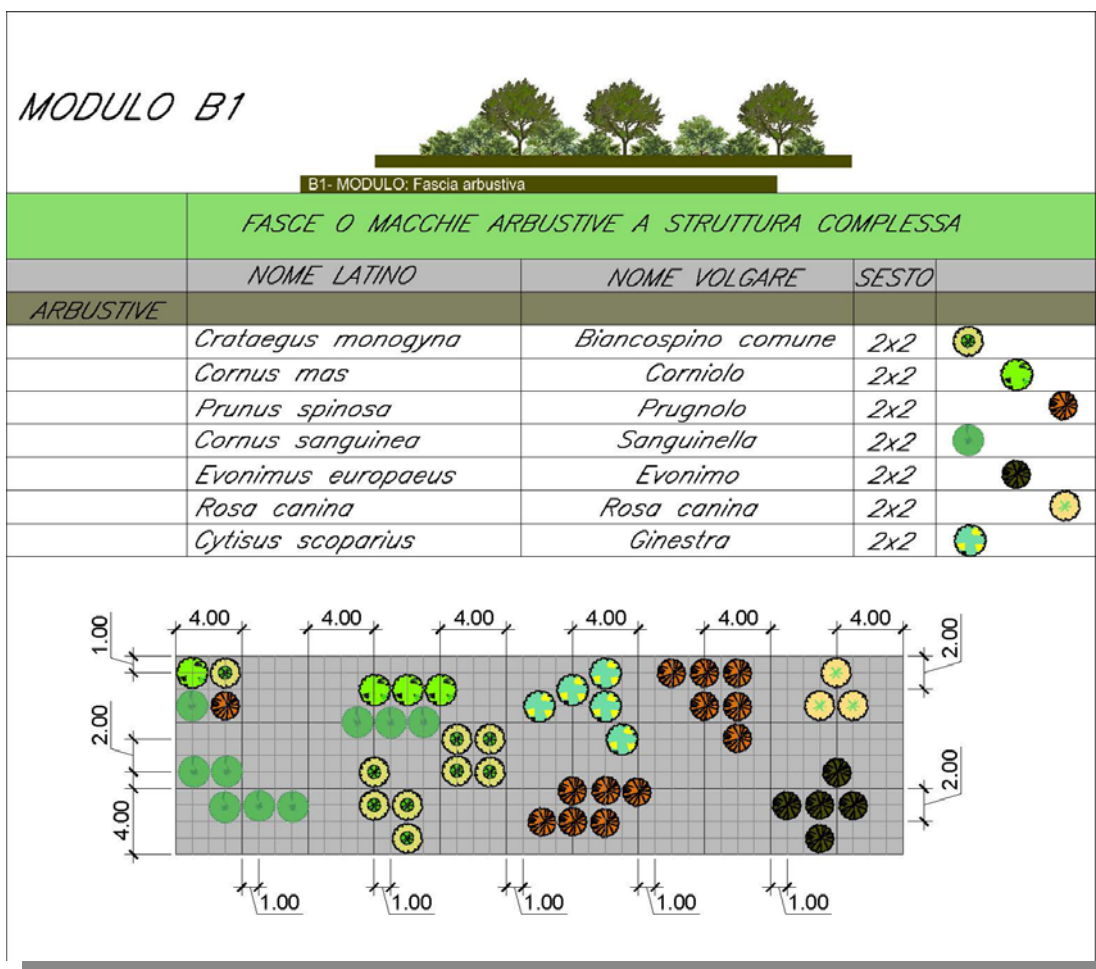 MODULO B1
B1- MODULO: Fascia arbustiva
FASCE O MACCHIE ARBUSTIVE A STRUTTURA COMPLESSA
NOME LATINO NOME VOLGARE SESTO
ARBUSTIVE
Crataegus monogyna Biancospino comune 2x2
Cornus mas Corniolo 2x2
Prunus spinosa Prugnolo 2x2
Cornus sanguinea Sanguinella 2x2
Evonimus europaeus Evonimo 2x2
Rosa canina Rosa canina 2x2
Cytisus scoparius Ginestra 2x2
4.00 4.00 4.00 4.00 4.00 4.00
1.00
2.00
2.00
2.00
4.00
1.00 1.00 1.00 1.00 1.00